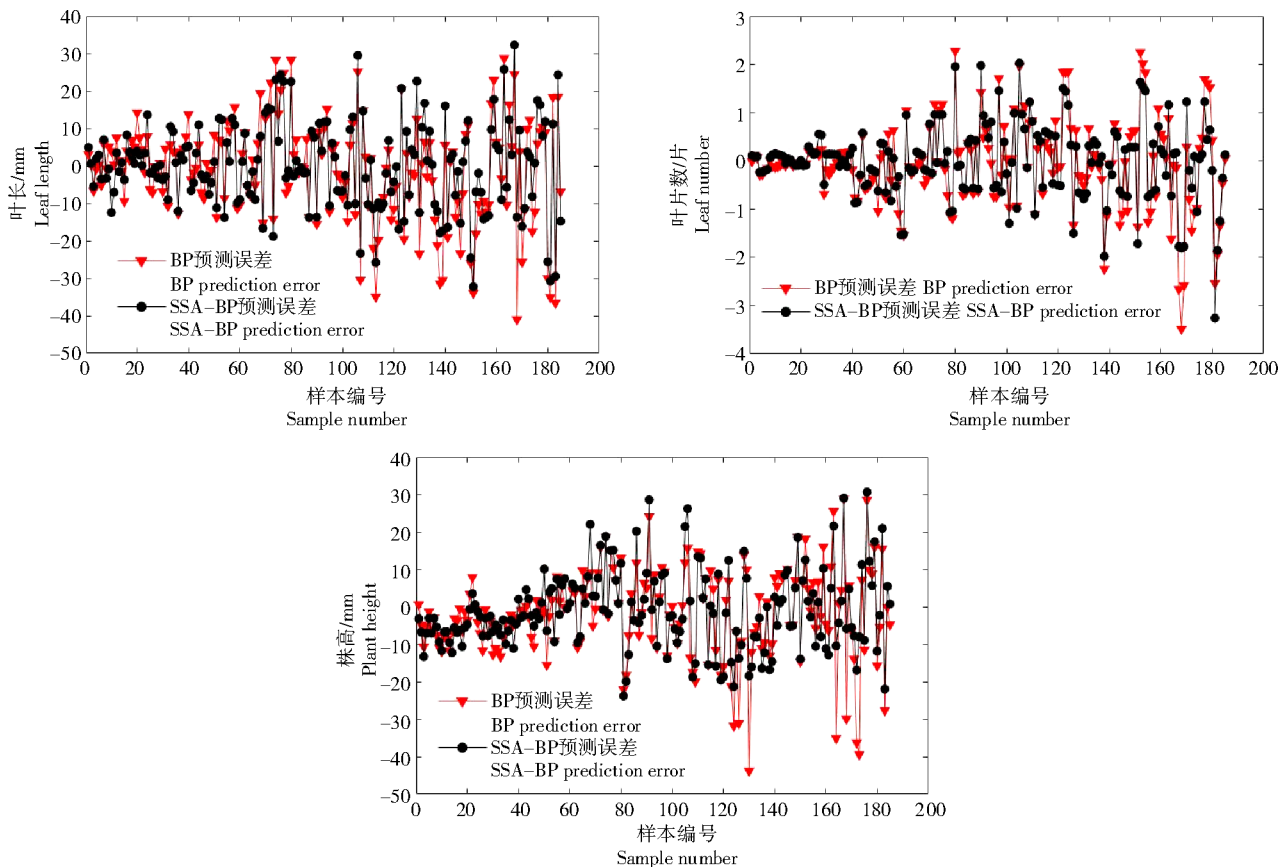 40
30
20
10
0
−10
−20
−30
−40
−50
叶长/mm
Leaf length
BP预测误差
BP prediction error
SSA−BP预测误差
SSA−BP prediction error
0 20 40 60 80 100 120 140 160 180 200
样本编号
Sample number
3
2
1
0
−1
−2
−3
−4
叶片数/片
Leaf number
BP预测误差 BP prediction error
SSA−BP预测误差 SSA−BP prediction error
0 20 40 60 80 100 120 140 160 180 200
样本编号
Sample number
40
30
20
10
0
−10
−20
−30
−40
−50
株高/mm
Plant height
BP预测误差
BP prediction error
SSA−BP预测误差
SSA−BP prediction error
0 20 40 60 80 100 120 140 160 180 200
样本编号
Sample number